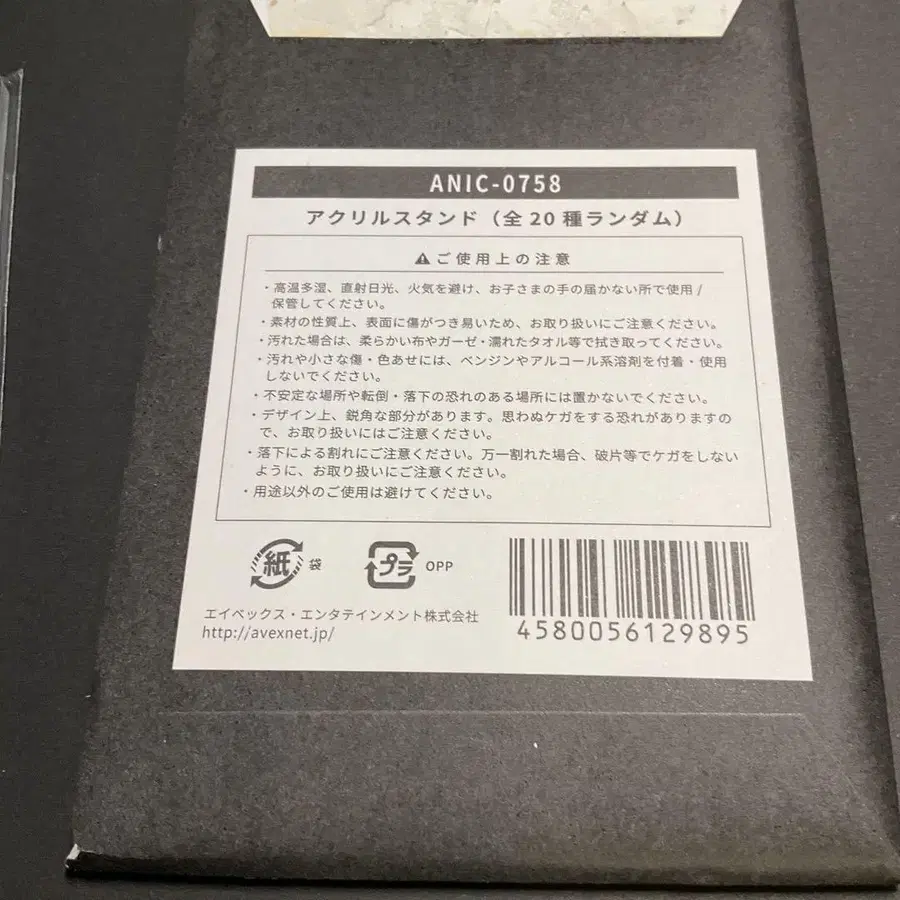 ANIC-0758
アクリルスタンド（全20種ランダム）
⚠ご使用上の注意
・高温多湿、直射日光、火気を避け、お子さまの手の届かない所で使用/
保管してください。
・素材の性質上、表面に傷がつき易いため、お取り扱いにご注意ください。
・汚れた場合は、柔らかい布やガーゼ・濡れたタオル等で拭き取ってください。
・汚れや小さな傷・色あせには、ベンジンやアルコール系溶剤を付着・使用
しないでください。
・不安定な場所や転倒・落下の恐れのある場所には置かないでください。
・デザイン上、鋭角な部分があります。思わぬケガをする恐れがありますの
で、お取り扱いにはご注意ください。
・落下による割れにご注意ください。万一割れた場合、破片等でケガをしない
ように、お取り扱いにご注意ください。
・用途以外のご使用は避けてください。
紙 袋 プラ OPP
エイベックス・エンタテインメント株式会社
http://avexnet.jp/
4580056129895